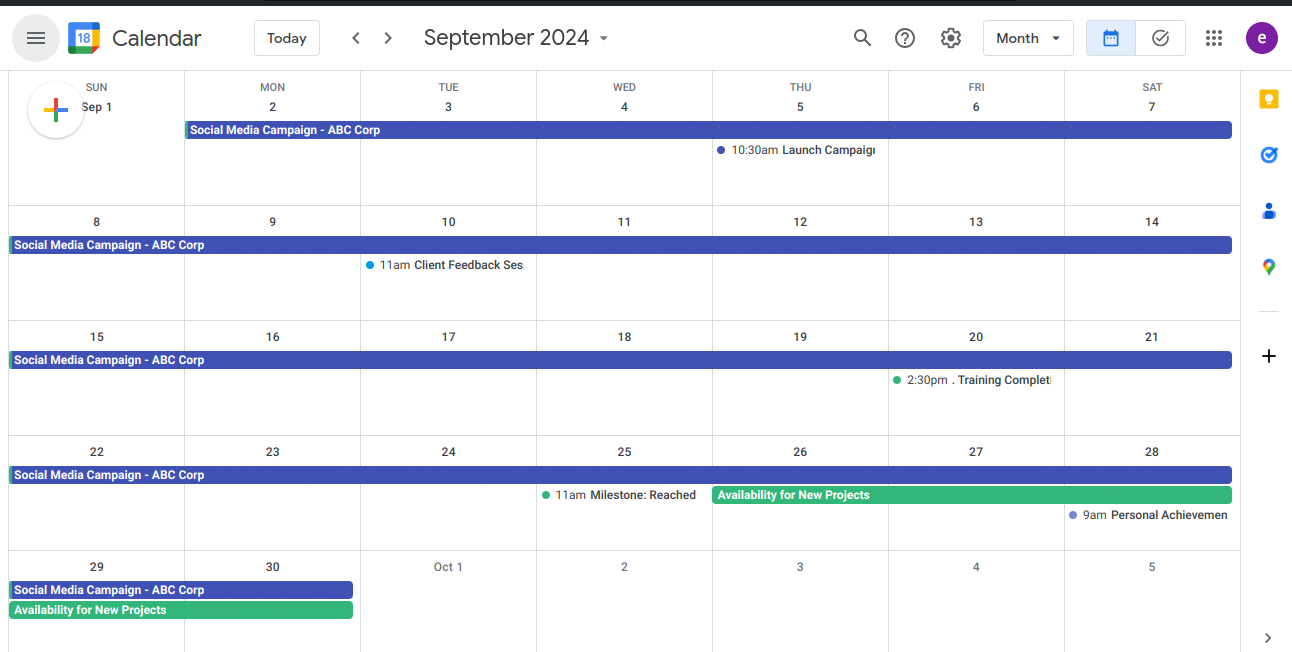 18 Calendar Today September 2024 Month e
SUN MON TUE WED THU FRI SAT
Sep 1 2 3 4 5 6 7
Social Media Campaign - ABC Corp
10:30am Launch Campaign
8 9 10 11 12 13 14
Social Media Campaign - ABC Corp
11am Client Feedback Ses
15 16 17 18 19 20 21
Social Media Campaign - ABC Corp
2:30pm . Training Completi
22 23 24 25 26 27 28
Social Media Campaign - ABC Corp
11am Milestone: Reached Availability for New Projects
9am Personal Achievemen
29 30 Oct 1 2 3 4 5
Social Media Campaign - ABC Corp
Availability for New Projects